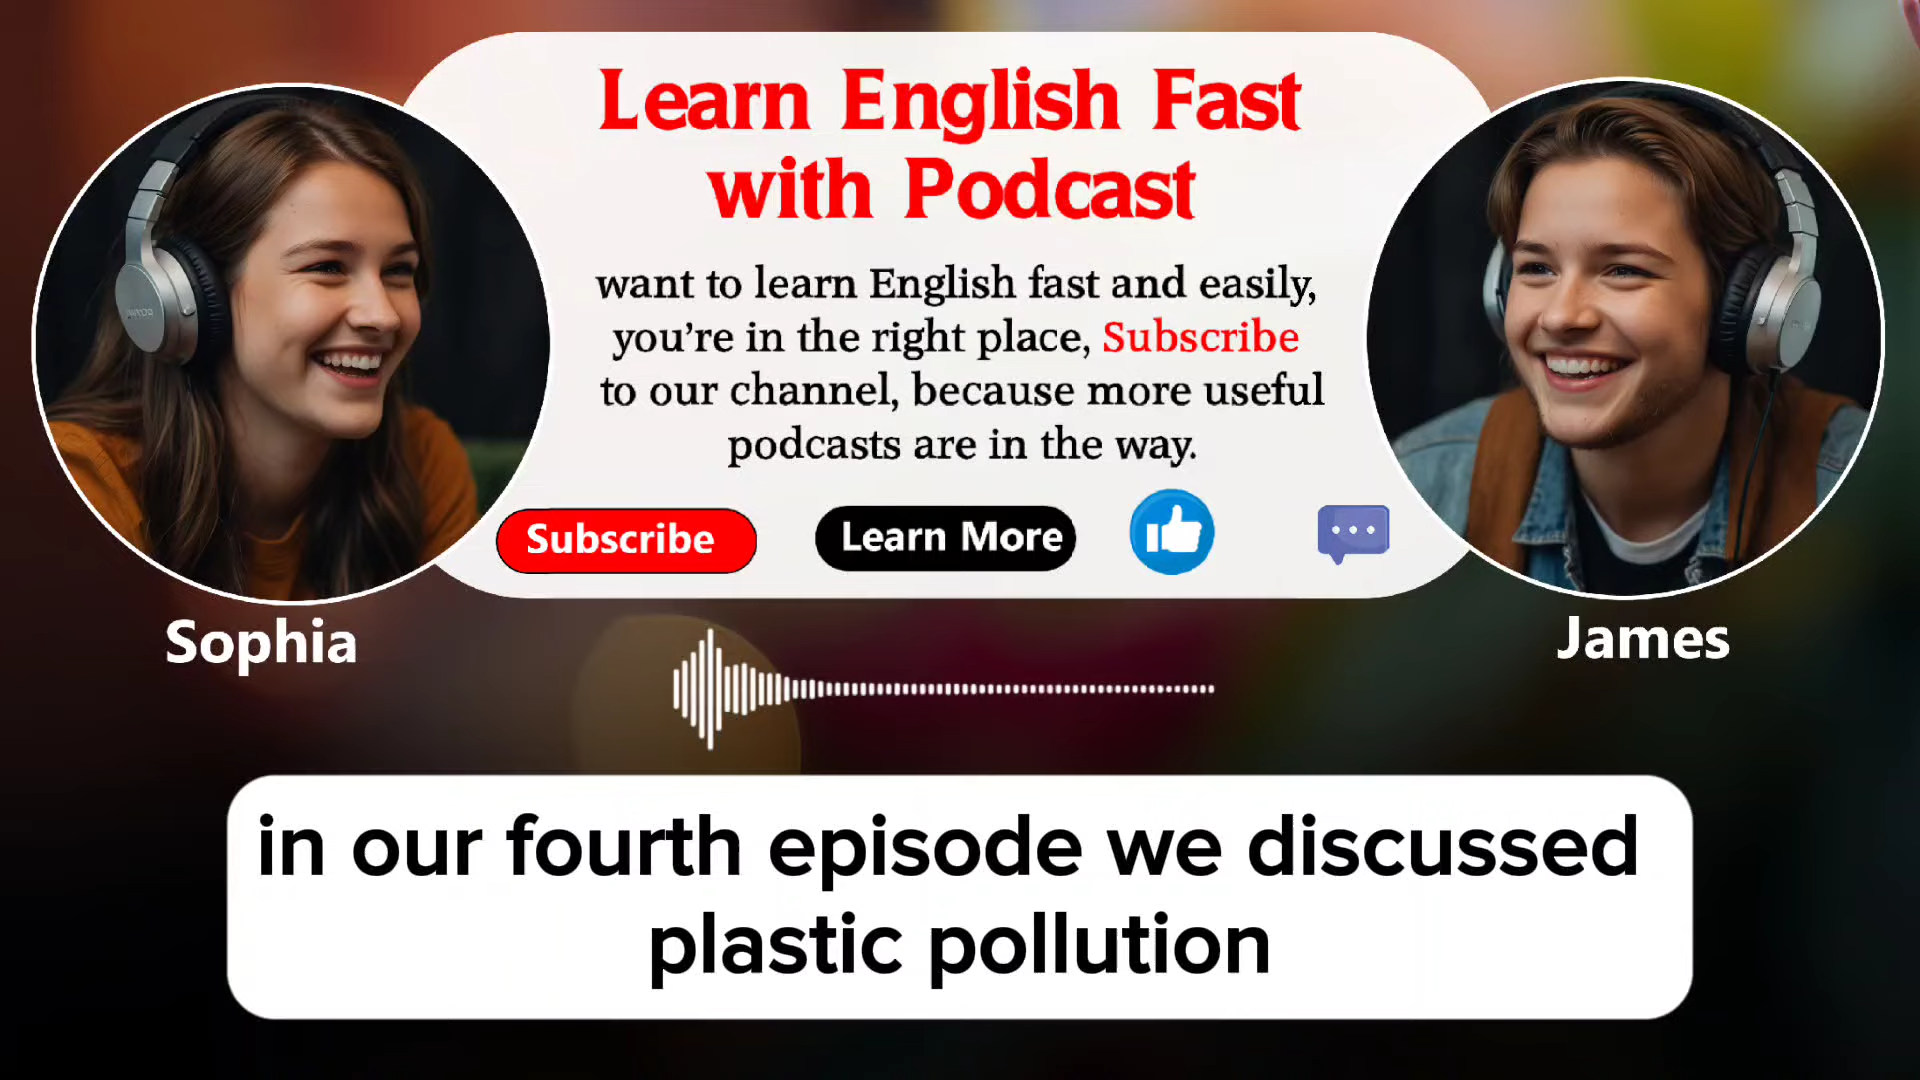 Learn English Fast
with Podcast
want to learn English fast and easily,
you're in the right place, Subscribe
to our channel, because more useful
podcasts are in the way.
Subscribe
Learn More
Sophia
James
in our fourth episode we discussed
plastic pollution